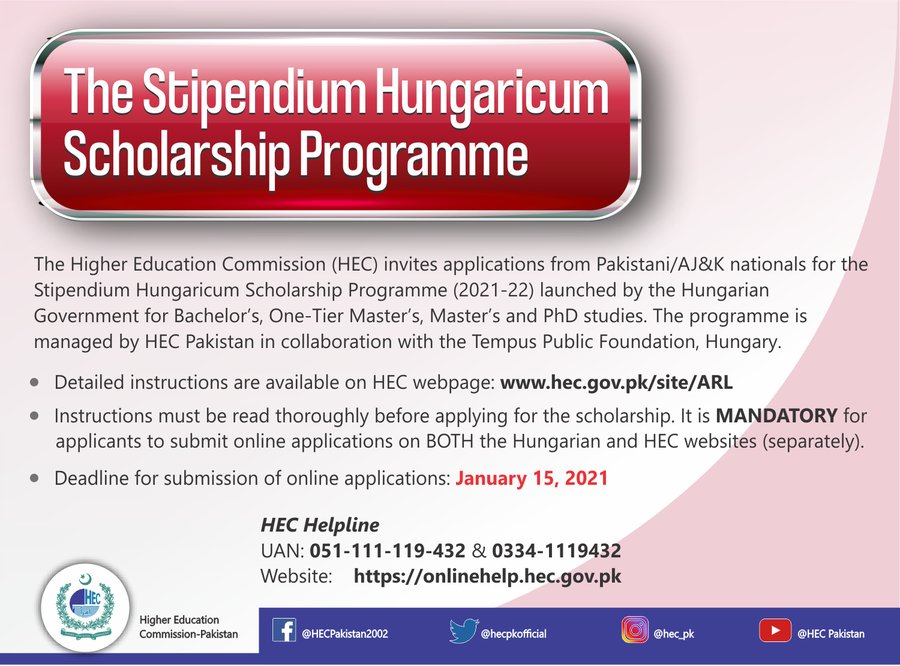 The Stipendium Hungaricum
Scholarship Programme
The Higher Education Commission (HEC) invites applications from Pakistani/AJ&K nationals for the
Stipendium Hungaricum Scholarship Programme (2021-22) launched by the Hungarian
Government for Bachelor's, One-Tier Master's, Master's and PhD studies. The programme is
managed by HEC Pakistan in collaboration with the Tempus Public Foundation, Hungary.
• Detailed instructions are available on HEC webpage: www.hec.gov.pk/site/ARL
• Instructions must be read thoroughly before applying for the scholarship. It is MANDATORY for
applicants to submit online applications on BOTH the Hungarian and HEC websites (separately).
• Deadline for submission of online applications: January 15, 2021
HEC Helpline
UAN: 051-111-119-432 & 0334-1119432
Website: https://onlinehelp.hec.gov.pk
HEC
Higher Education
Commission-Pakistan
@HECPakistan2002
@hecpkofficial
@hec_pk
@HEC Pakistan